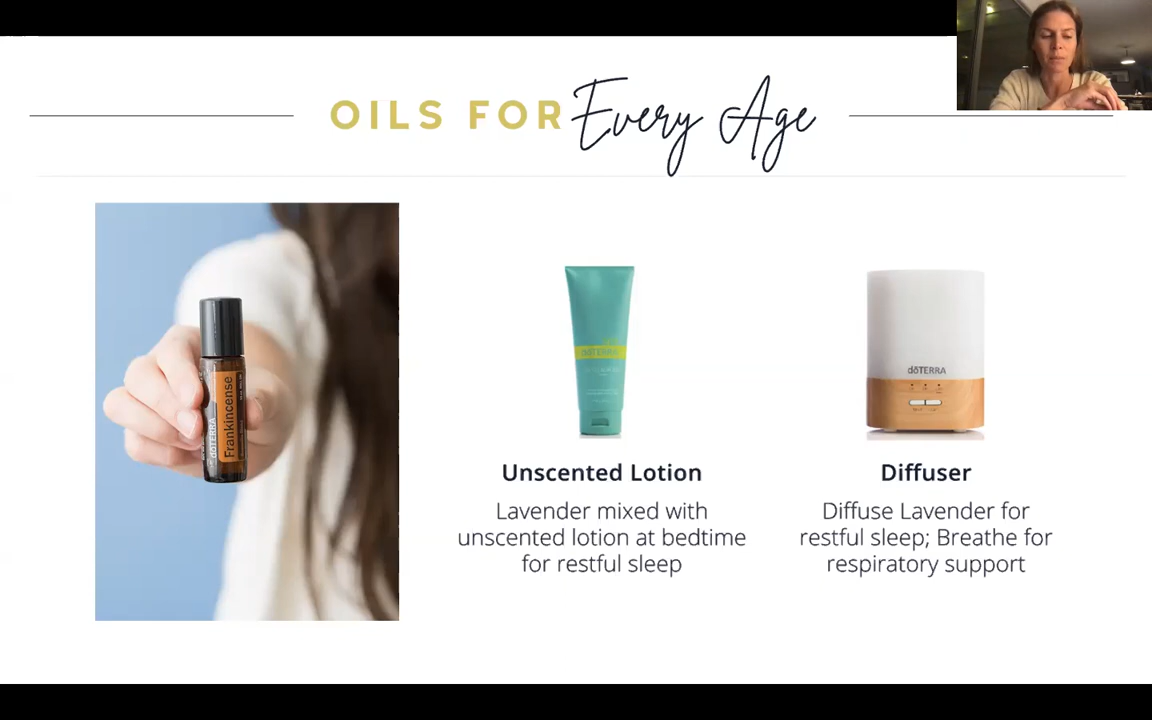 OILS FOR Every Age
Frankincense
dōTERRA
dōTERRA
dōTERRA
Unscented Lotion
Lavender mixed with
unscented lotion at bedtime
for restful sleep
Diffuser
Diffuse Lavender for
restful sleep; Breathe for
respiratory support